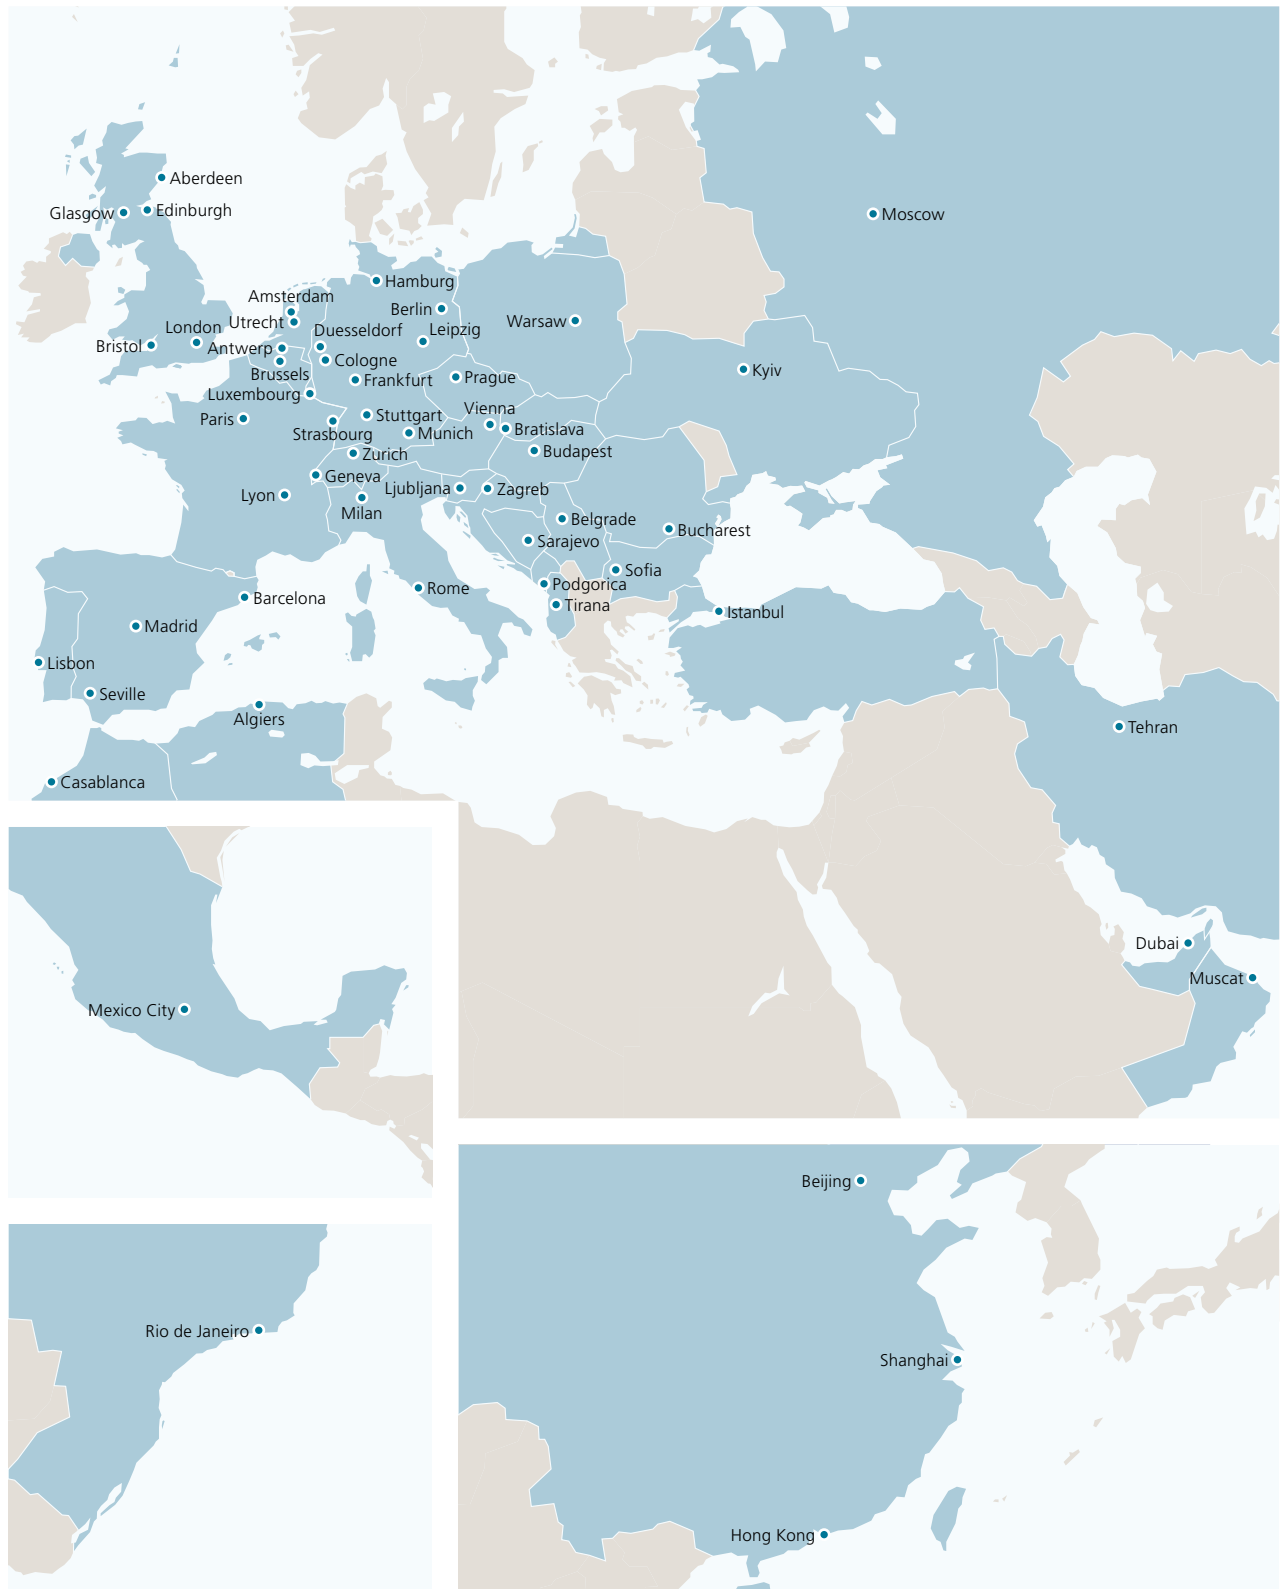 Aberdeen
Glasgow
Edinburgh
Moscow
Hamburg
Amsterdam
Berlin
Utrecht
Warsaw
London
Duesseldorf
Leipzig
Bristol
Antwerp
Cologne
Brussels
Kyiv
Frankfurt
Prague
Luxembourg
Vienna
Paris
Stuttgart
Strasbourg
Munich
Bratislava
Zurich
Budapest
Geneva
Lyon
Ljubljana
Zagreb
Milan
Belgrade
Bucharest
Sarajevo
Sofia
Rome
Podgorica
Barcelona
Tirana
Istanbul
Madrid
Lisbon
Seville
Algiers
Tehran
Casablanca
Dubai
Muscat
Mexico City
Beijing
Rio de Janeiro
Shanghai
Hong Kong